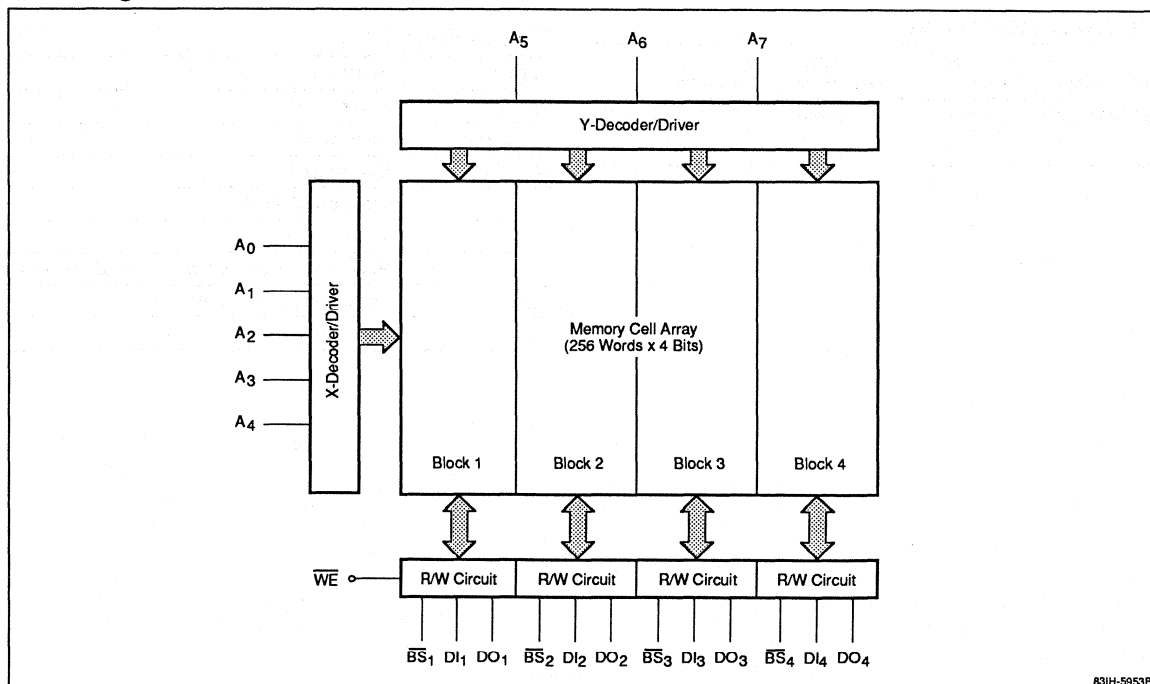 A5 A6 A7
Y-Decoder/Driver
A0
A1
A2
A3
A4
X-Decoder/Driver
Memory Cell Array
(256 Words x 4 Bits)
Block 1 Block 2 Block 3 Block 4
WE R/W Circuit R/W Circuit R/W Circuit R/W Circuit
BS1 DI1 DO1 BS2 DI2 DO2 BS3 DI3 DO3 BS4 DI4 DO4
83IH-5953B